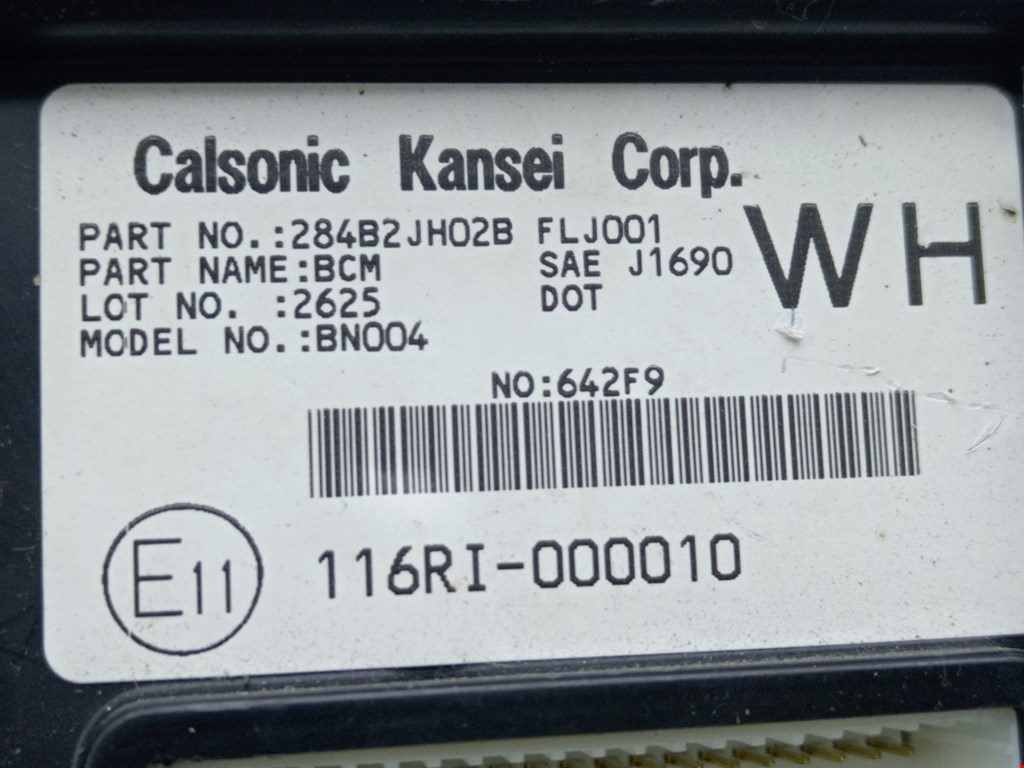 Calsonic Kansei Corp.
PART NO.:284B2JH02B FLJ001
PART NAME:BCM SAE J1690
LOT NO. :2625 DOT
MODEL NO.:BN004
WH
NO:642F9
E11 116RI-000010